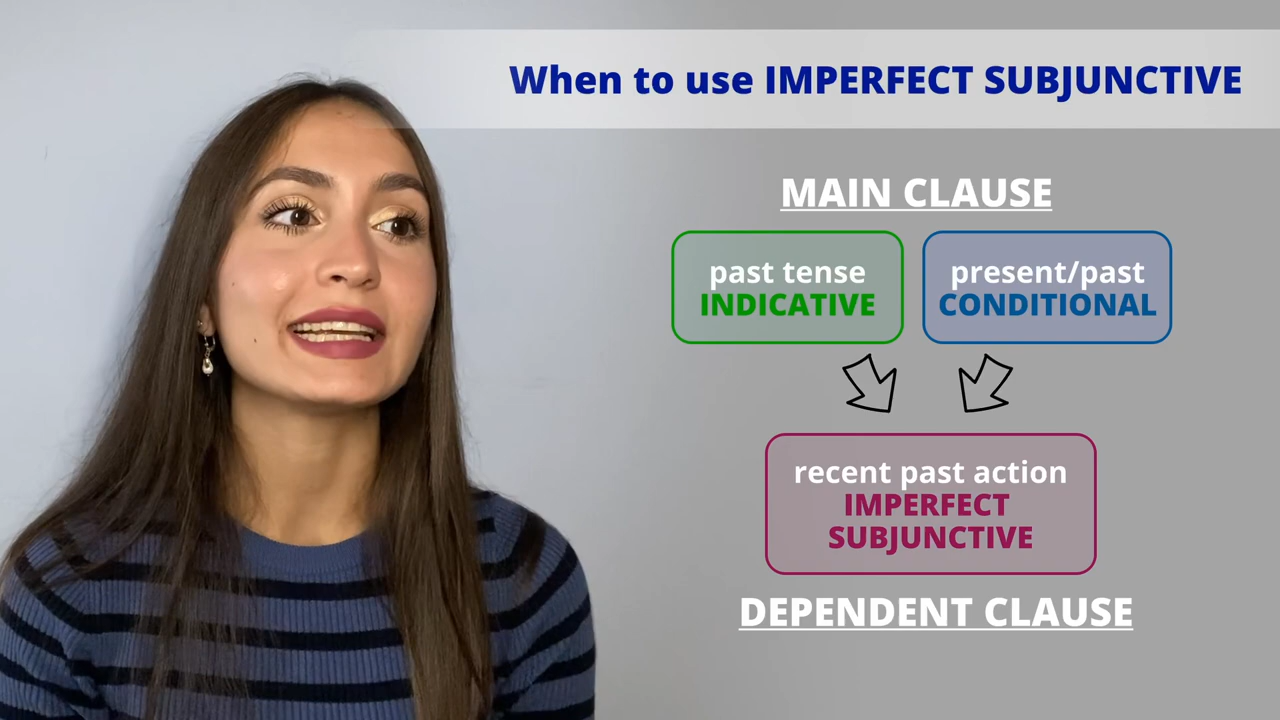 When to use IMPERFECT SUBJUNCTIVE
MAIN CLAUSE
past tense
INDICATIVE
present/past
CONDITIONAL
recent past action
IMPERFECT
SUBJUNCTIVE
DEPENDENT CLAUSE